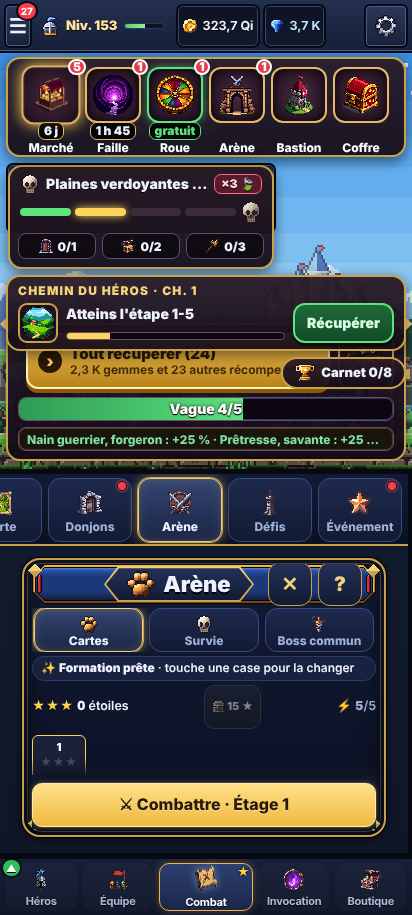 27
Niv. 153
323,7 Qi
3,7 K
5
1
1
1
6 j
1 h 45
gratuit
Marché
Faille
Roue
Arène
Bastion
Coffre
Plaines verdoyantes ...
×3
0/1
0/2
0/3
CHEMIN DU HÉROS · CH. 1
Atteins l'étape 1-5
Récupérer
Tout récupérer (24)
2,3 K gemmes et 23 autres récompe
Carnet 0/8
Vague 4/5
Nain guerrier, forgeron : +25 % · Prêtresse, savante : +25 ...
rte
Donjons
Arène
Défis
Événement
Arène
×
?
Cartes
Survie
Boss commun
Formation prête · touche une case pour la changer
★★★ 0 étoiles
15 ★
5/5
1
★★★
Combattre · Étage 1
Héros
Équipe
Combat
Invocation
Boutique